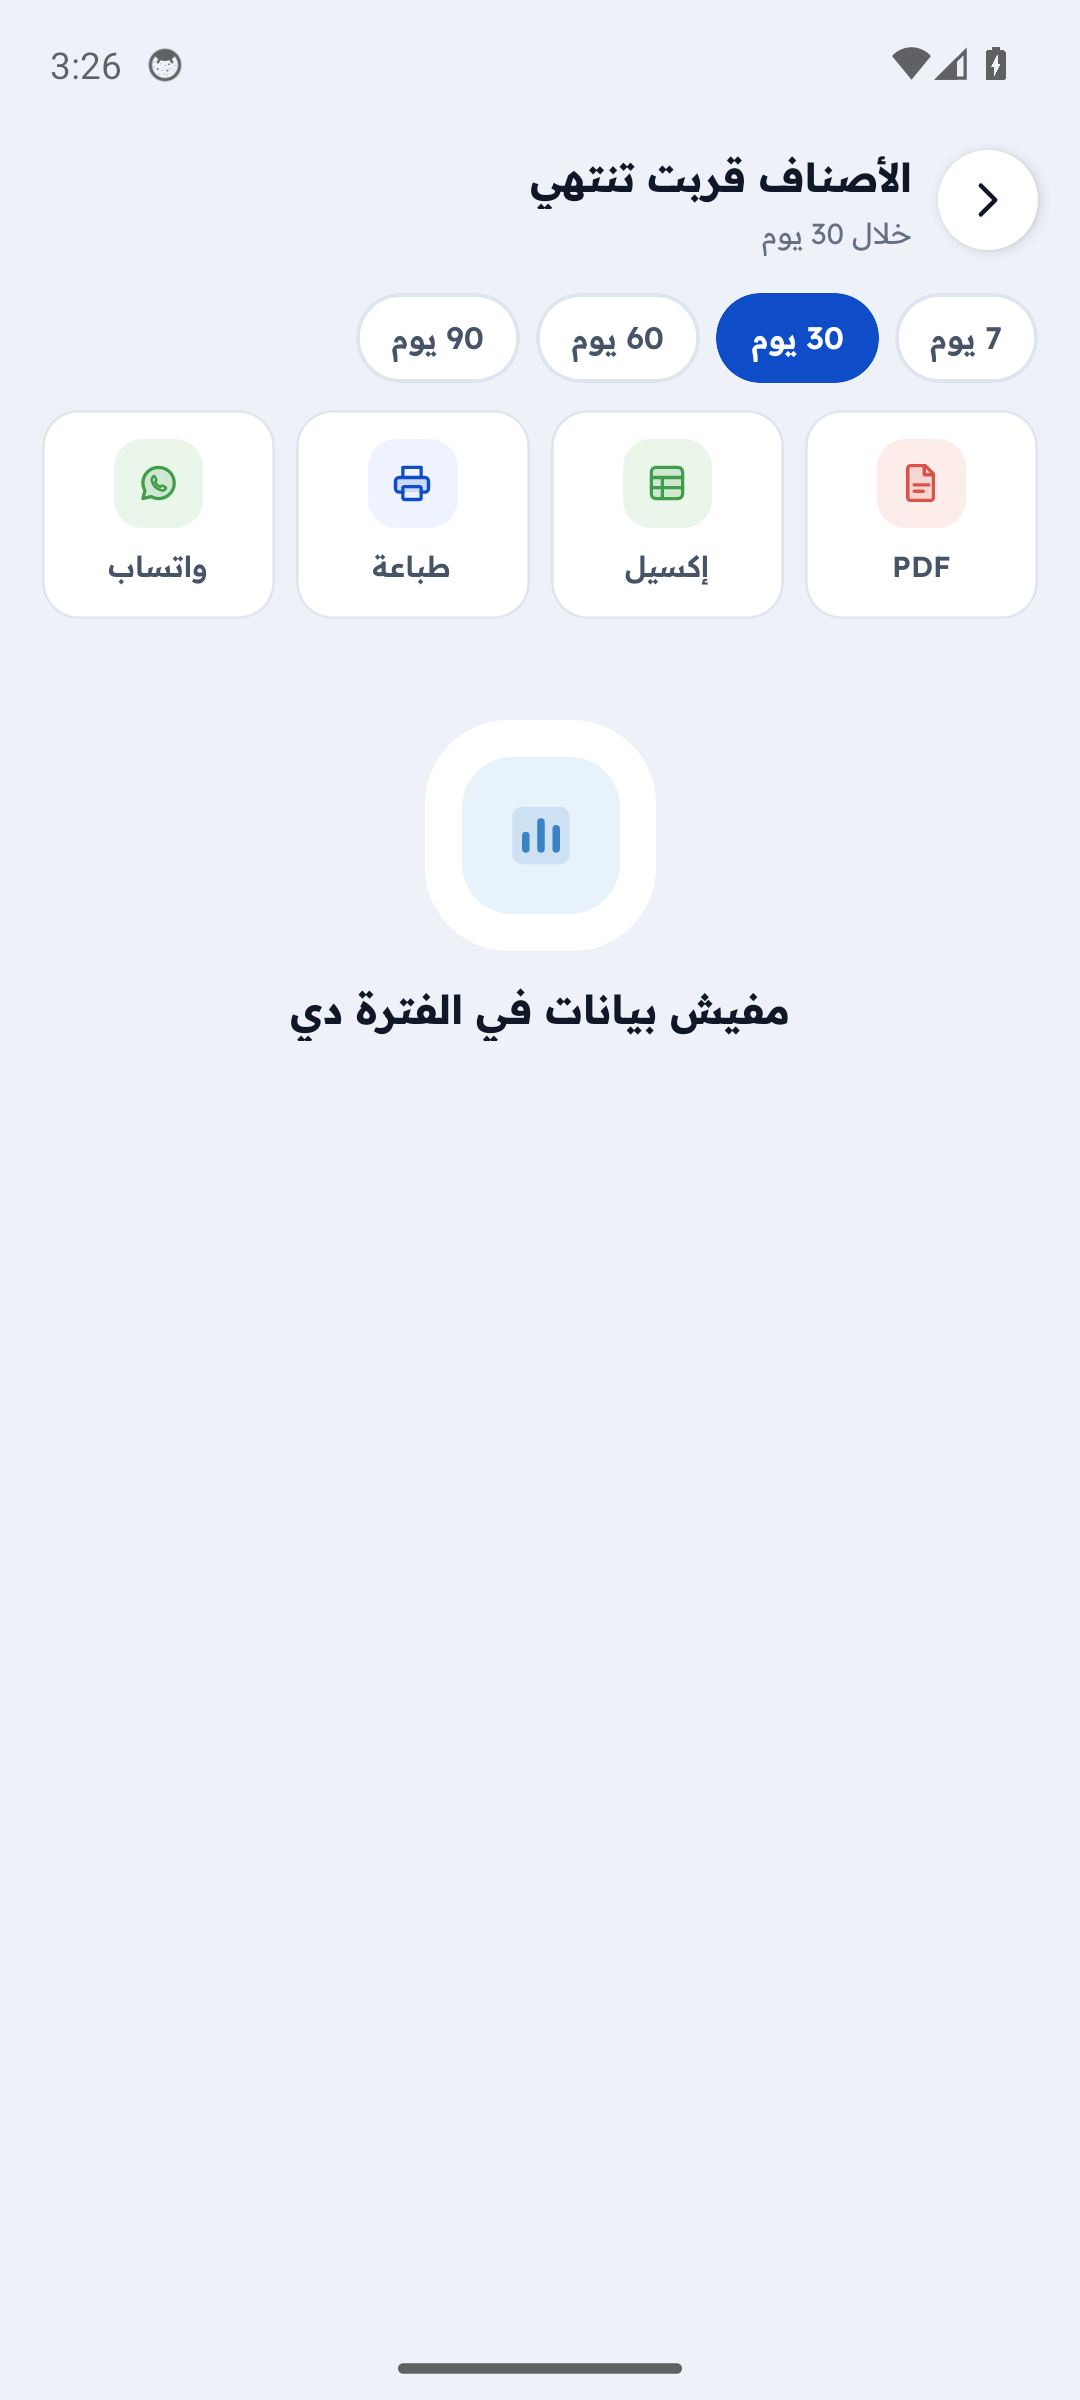 3:26
الأصناف قربت تنتهي
خلال 30 يوم
7 يوم
30 يوم
60 يوم
90 يوم
PDF
إكسيل
طباعة
واتساب
مفيش بيانات في الفترة دي